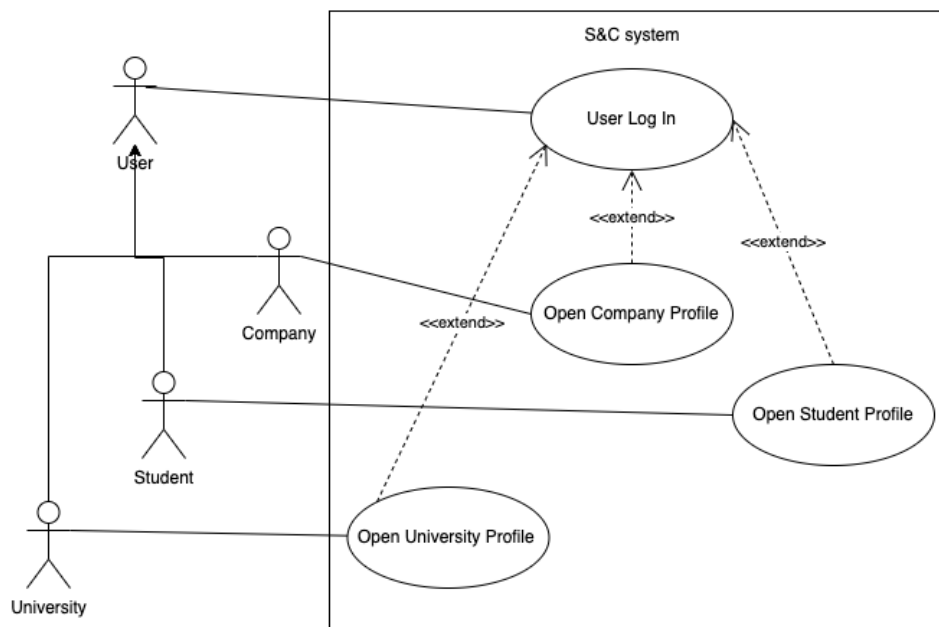 S&C system
User Log In
User
<<extend>>
<<extend>>
Open Company Profile
<<extend>>
Company
Open Student Profile
Student
Open University Profile
University